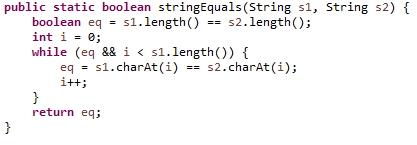 public static boolean stringEquals(String s1, String s2) {
    boolean eq = s1.length() == s2.length();
    int i = 0;
    while (eq && i < s1.length()) {
        eq = s1.charAt(i) == s2.charAt(i);
        i++;
    }
    return eq;
}